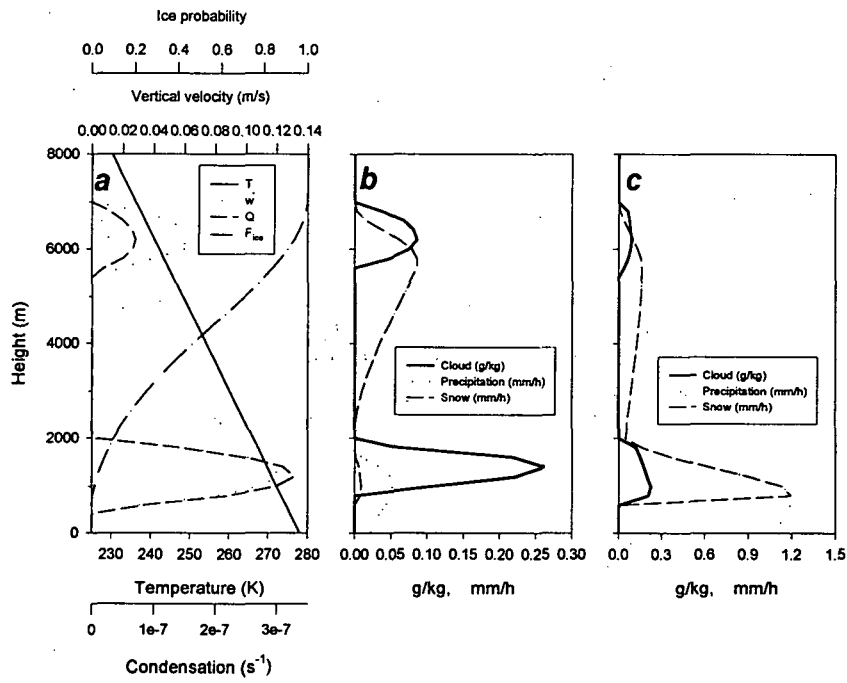 Ice probability
0.0 0.2 0.4 0.6 0.8 1.0
Vertical velocity (m/s)
0.00 0.02 0.04 0.06 0.08 0.10 0.12 0.14
8000
6000
4000
2000
0
Height (m)
a
T
w
Q
Fice
230 240 250 260 270 280
Temperature (K)
0 1e-7 2e-7 3e-7
Condensation (s-1)
b
Cloud (g/kg)
Precipitation (mm/h)
Snow (mm/h)
0.00 0.05 0.10 0.15 0.20 0.25 0.30
g/kg, mm/h
c
Cloud (g/kg)
Precipitation (mm/h)
Snow (mm/h)
0.0 0.3 0.6 0.9 1.2 1.5
g/kg, mm/h